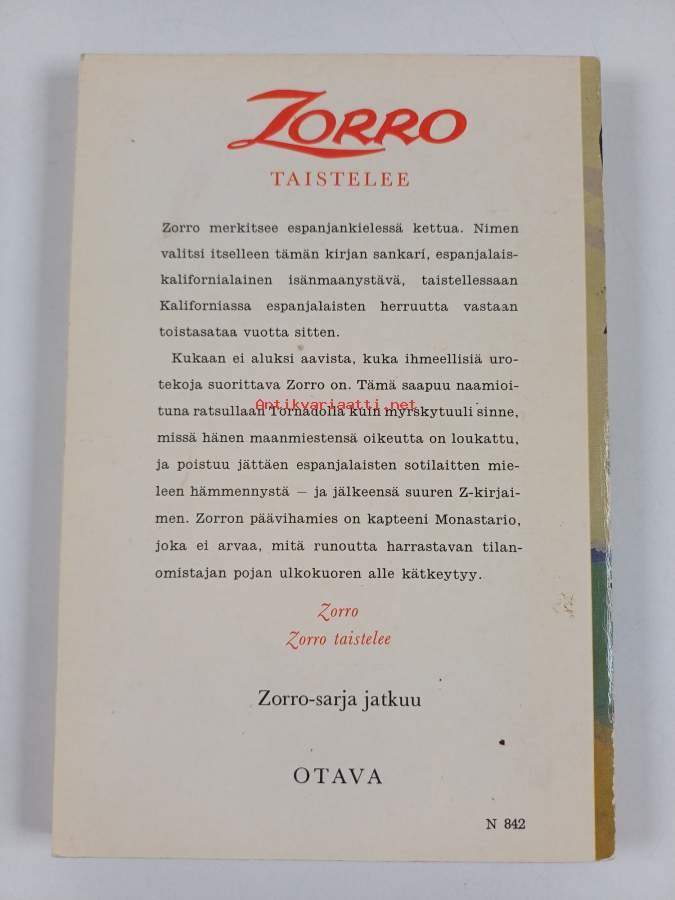 ZORRO
TAISTELEE
Zorro merkitsee espanjankielessä kettua. Nimen
valitsi itselleen tämän kirjan sankari, espanjalais-
kalifornialainen isänmaanystävä, taistellessaan
Kaliforniassa espanjalaisten herruutta vastaan
toistasataa vuotta sitten.
Kukaan ei aluksi aavista, kuka ihmeellisiä uro-
tekoja suorittava Zorro on. Tämä saapuu naamioi-
Antikvariaatti.net
tuna ratsullaan Tornadolla kuin myrskytuuli sinne,
missä hänen maanmiestensä oikeutta on loukattu,
ja poistuu jättäen espanjalaisten sotilaitten mie-
leen hämmennystä – ja jälkeensä suuren Z-kirjai-
men. Zorron päävihamies on kapteeni Monastario,
joka ei arvaa, mitä runoutta harrastavan tilan-
omistajan pojan ulkokuoren alle kätkeytyy.
Zorro
Zorro taistelee
Zorro-sarja jatkuu
OTAVA
N 842